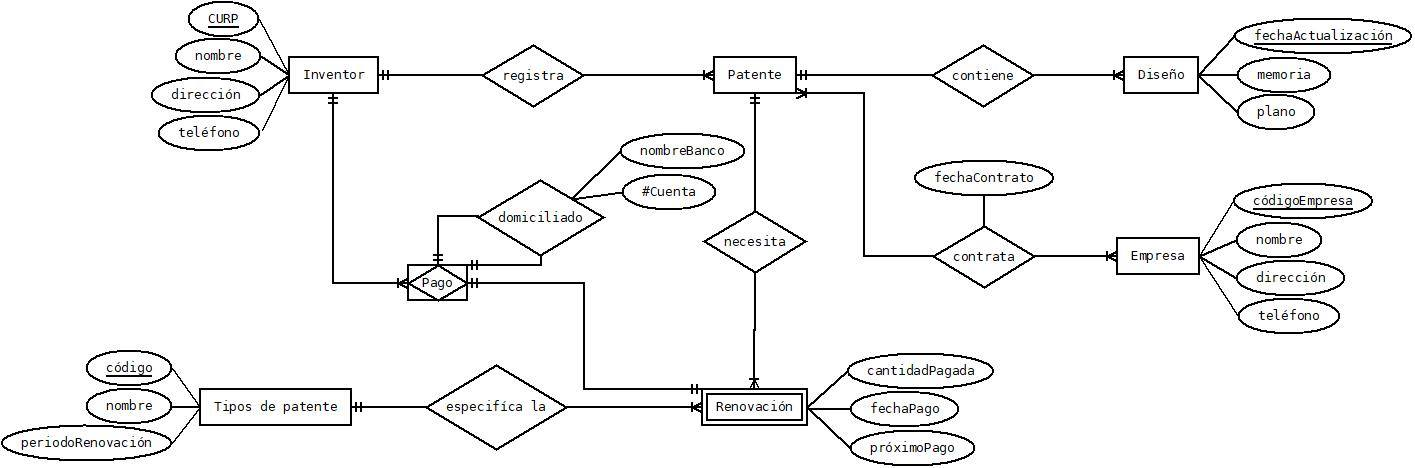 CURP
nombre
dirección
teléfono
Inventor
registra
Patente
contiene
Diseño
fechaActualización
memoria
plano
nombreBanco
#Cuenta
domiciliado
Pago
necesita
fechaContrato
contrata
Empresa
códigoEmpresa
nombre
dirección
teléfono
código
nombre
periodoRenovación
Tipos de patente
especifíca la
Renovación
cantidadPagada
fechaPago
próximoPago